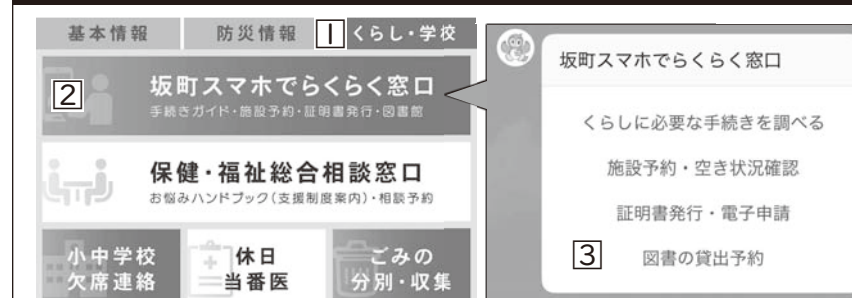 基本情報
防災情報
1
くらし・学校
2
坂町スマホでらくらく窓口
手続きガイド・施設予約・証明書発行・図書館
保健・福祉総合相談窓口
お悩みハンドブック(支援制度案内)・相談予約
小中学校
欠席連絡
休日
当番医
ごみの
分別・収集
坂町スマホでらくらく窓口
くらしに必要な手続きを調べる
施設予約・空き状況確認
証明書発行・電子申請
3
図書の貸出予約